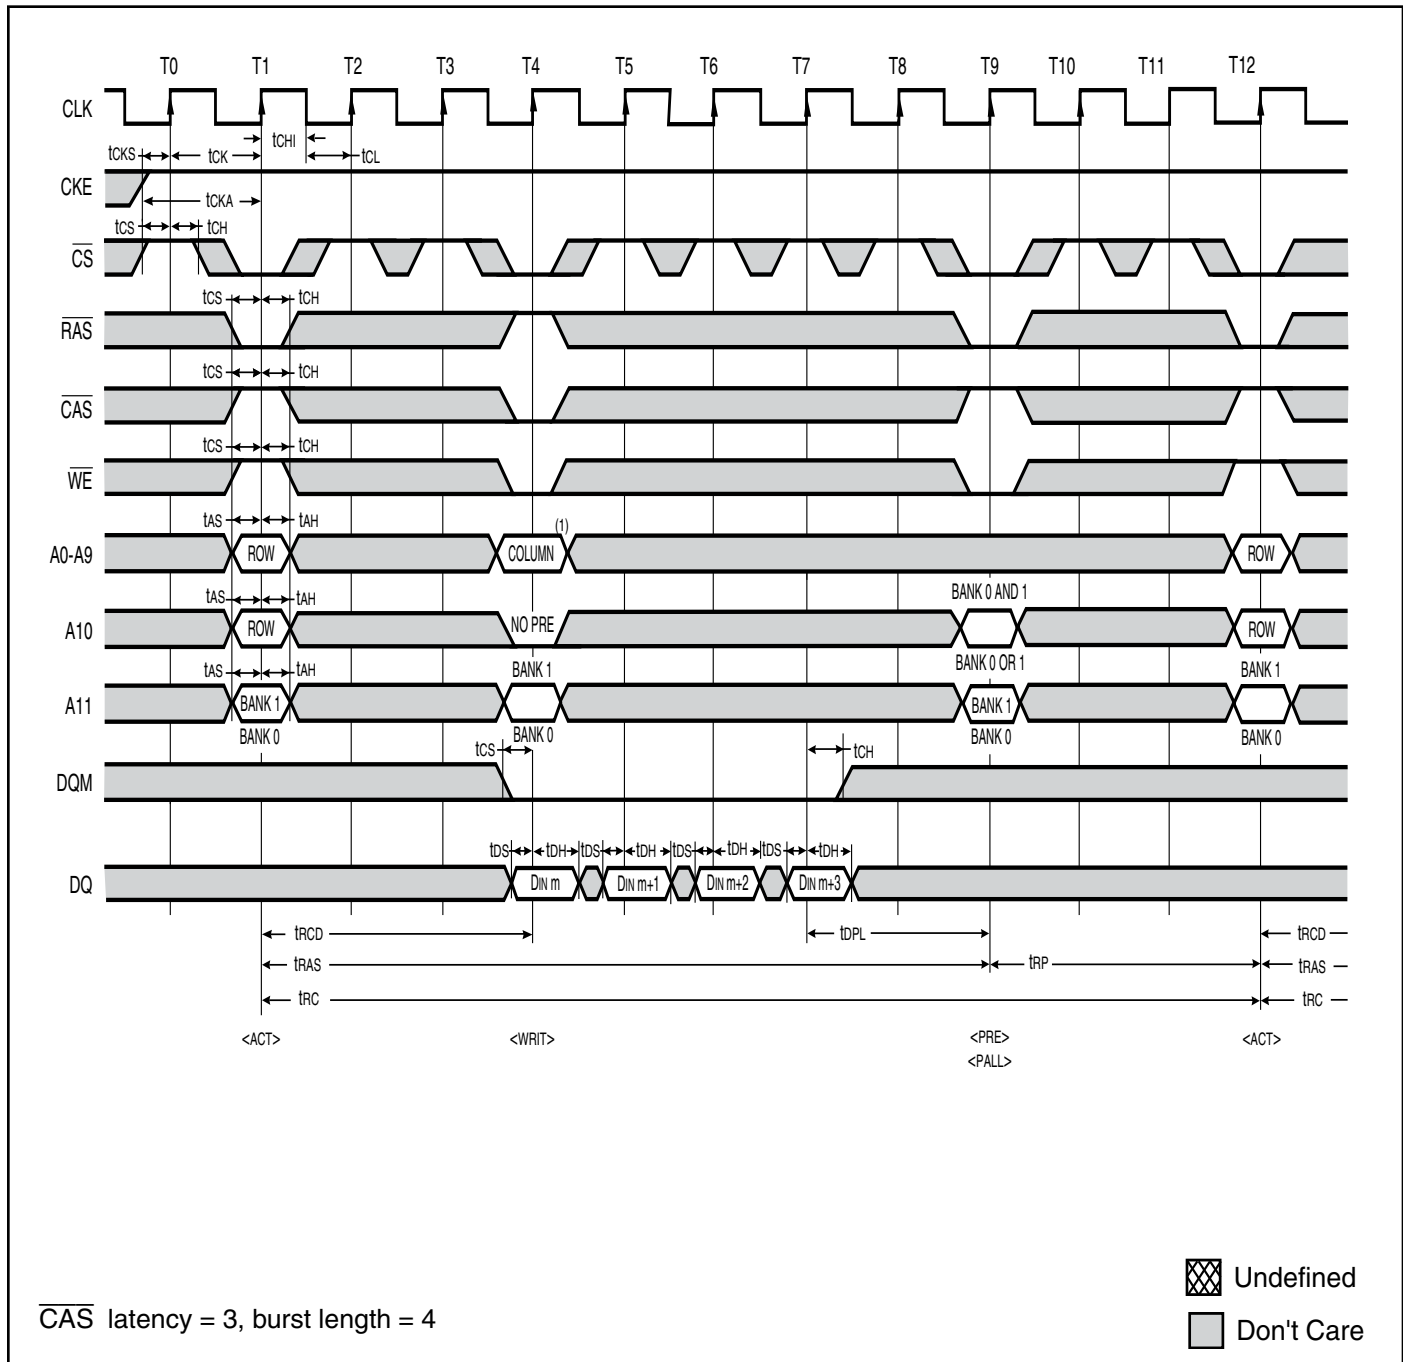 T0 T1 T2 T3 T4 T5 T6 T7 T8 T9 T10 T11 T12
CLK
tCHI
tCKS tCK tCL
CKE
tCKA
tCS tCH
CS
tCS tCH
RAS
tCS tCH
CAS
tCS tCH
WE
tAS tAH (1)
A0-A9 ROW COLUMN ROW
tAS tAH BANK 0 AND 1
A10 ROW NO PRE ROW
tAS tAH BANK 1 BANK 0 OR 1 BANK 1
A11 BANK 1 BANK 1
BANK 0 BANK 0 BANK 0 BANK 0
tCS tCH
DQM
tDS tDH tDS tDH tDS tDH tDS tDH
DQ DIN m DIN m+1 DIN m+2 DIN m+3
tRCD tDPL tRCD
tRAS tRP tRAS
tRC tRC
<ACT> <WRIT> <PRE> <ACT>
<PALL>
Undefined
CAS latency = 3, burst length = 4
Don't Care